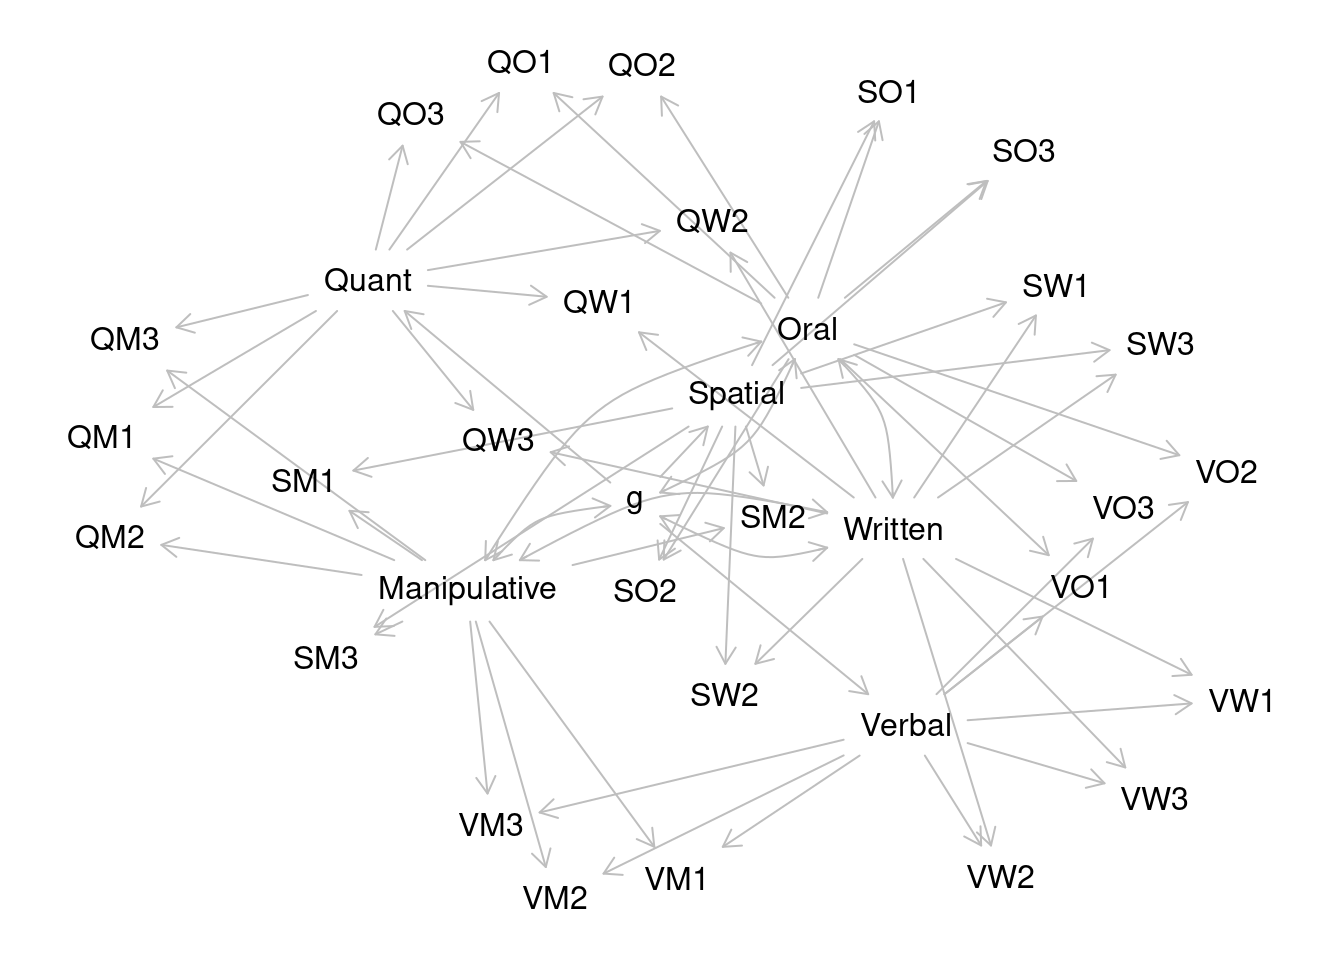 QO1
QO2
SO1
QO3
SO3
QW2
Quant
SW1
QW1
Oral
QM3
SW3
Spatial
QM1
QW3
VO2
SM1
g
VO3
SM2
Written
QM2
Manipulative
SO2
VO1
SM3
SW2
VW1
Verbal
VW3
VM3
VM1
VW2
VM2